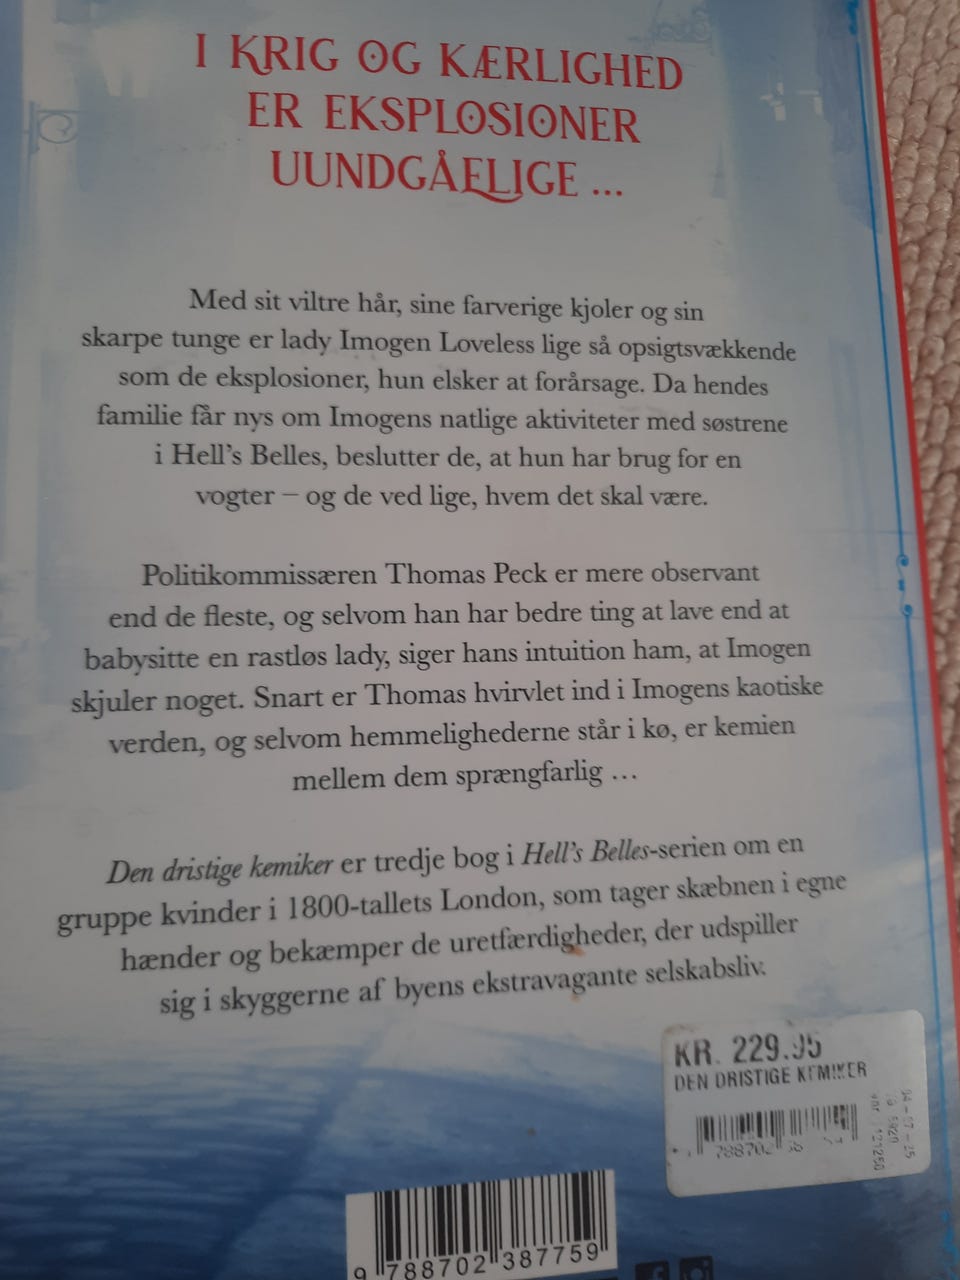 I KRIG OG KÆRLIGHED
ER EKSPLOSIONER
UUNDGÅELIGE ...
Med sit viltre hår, sine farverige kjoler og sin
skarpe tunge er lady Imogen Loveless lige så opsigtsvækkende
som de eksplosioner, hun elsker at forårsage. Da hendes
familie får nys om Imogens natlige aktiviteter med søstrene
i Hell's Belles, beslutter de, at hun har brug for en
vogter – og de ved lige, hvem det skal være.
Politikommissæren Thomas Peck er mere observant
end de fleste, og selvom han har bedre ting at lave end at
babysitte en rastløs lady, siger hans intuition ham, at Imogen
skjuler noget. Snart er Thomas hvirvlet ind i Imogens kaotiske
verden, og selvom hemmelighederne står i kø, er kemien
mellem dem sprængfarlig ...
Den dristige kemiker er tredje bog i Hell's Belles-serien om en
gruppe kvinder i 1800-tallets London, som tager skæbnen i egne
hænder og bekæmper de uretfærdigheder, der udspiller
sig i skyggerne af byens ekstravagante selskabsliv.
KR. 229.95
DEN DRISTIGE KEMIKER
9 788702 387759